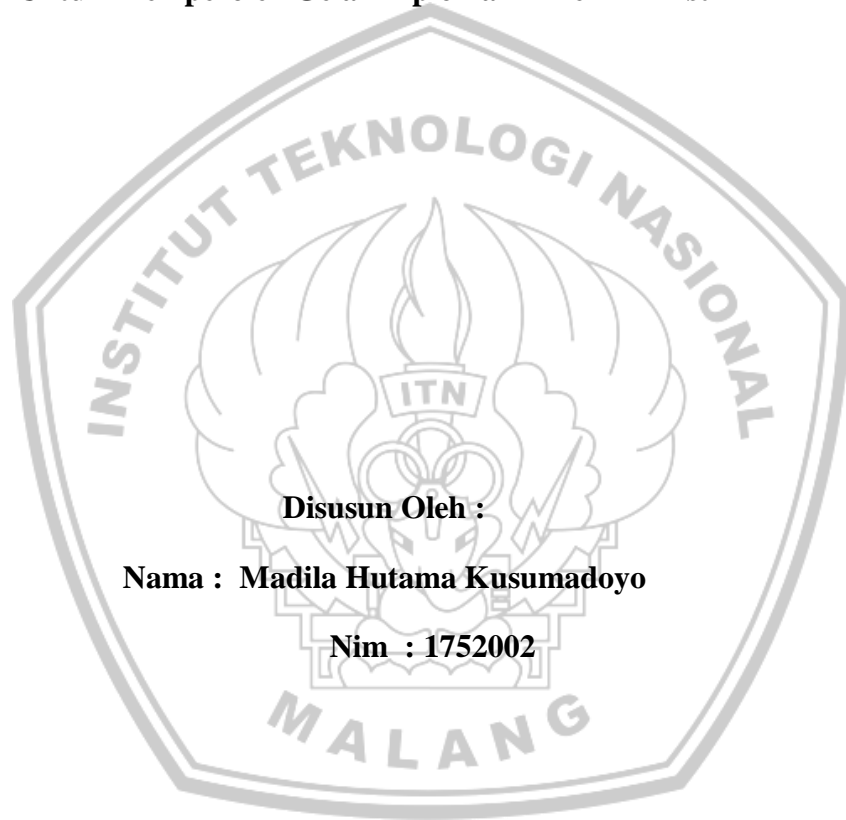 INSTITUT TEKNOLOGI NASIONAL
ITN
Disusun Oleh :
Nama : Madila Hutama Kusumadoyo
Nim : 1752002
MALANG